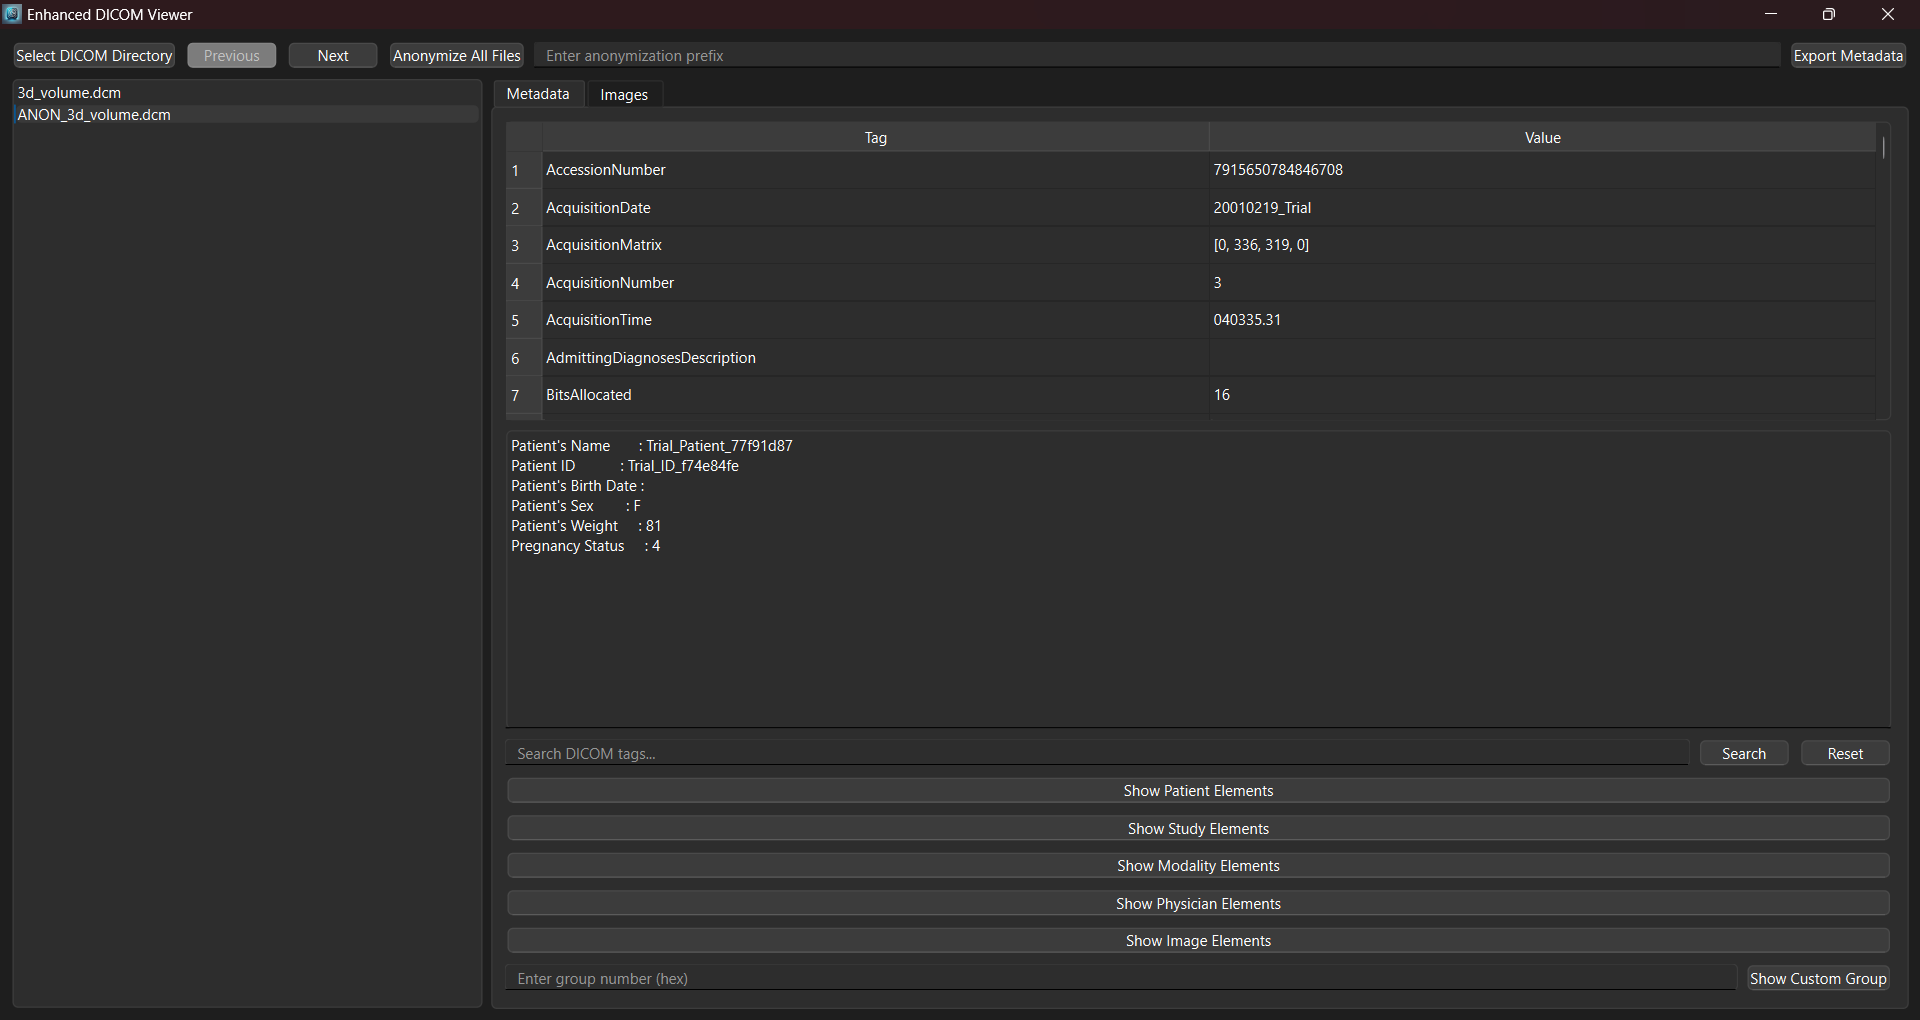 Enhanced DICOM Viewer
Select DICOM Directory Previous Next Anonymize All Files Enter anonymization prefix Export Metadata
3d_volume.dcm
ANON_3d_volume.dcm
Metadata Images
Tag Value
1 AccessionNumber 7915650784846708
2 AcquisitionDate 20010219_Trial
3 AcquisitionMatrix [0, 336, 319, 0]
4 AcquisitionNumber 3
5 AcquisitionTime 040335.31
6 AdmittingDiagnosesDescription
7 BitsAllocated 16
Patient's Name : Trial_Patient_77f91d87
Patient ID : Trial_ID_f74e84fe
Patient's Birth Date :
Patient's Sex : F
Patient's Weight : 81
Pregnancy Status : 4
Search DICOM tags... Search Reset
Show Patient Elements
Show Study Elements
Show Modality Elements
Show Physician Elements
Show Image Elements
Enter group number (hex) Show Custom Group